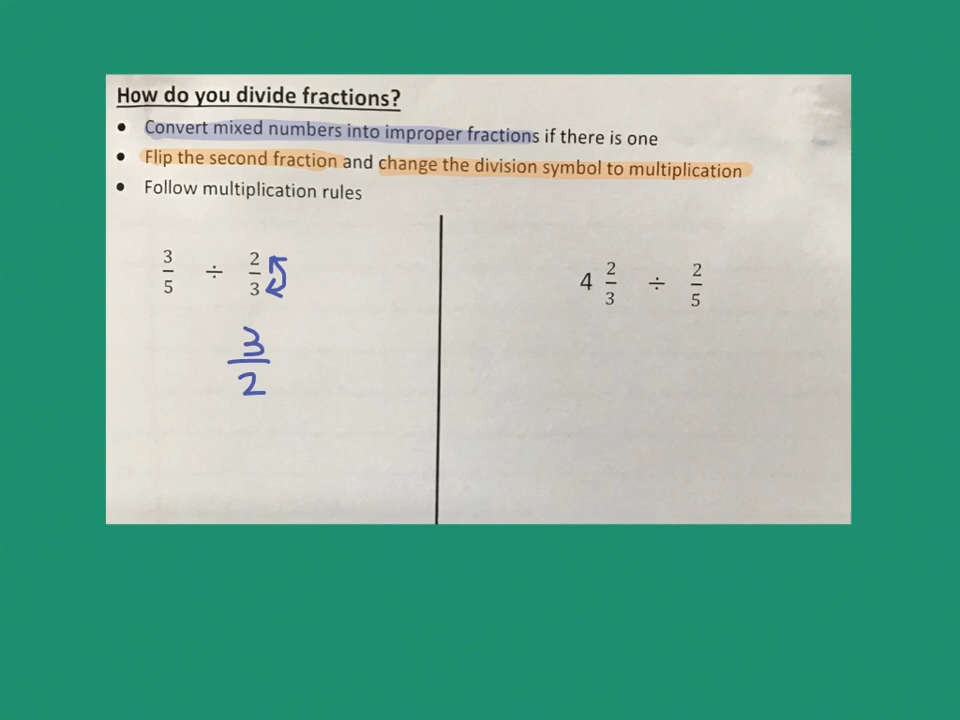 How do you divide fractions?
• Convert mixed numbers into improper fractions if there is one
• Flip the second fraction and change the division symbol to multiplication
• Follow multiplication rules
3/5 ÷ 2/3
4 2/3 ÷ 2/5
3/2